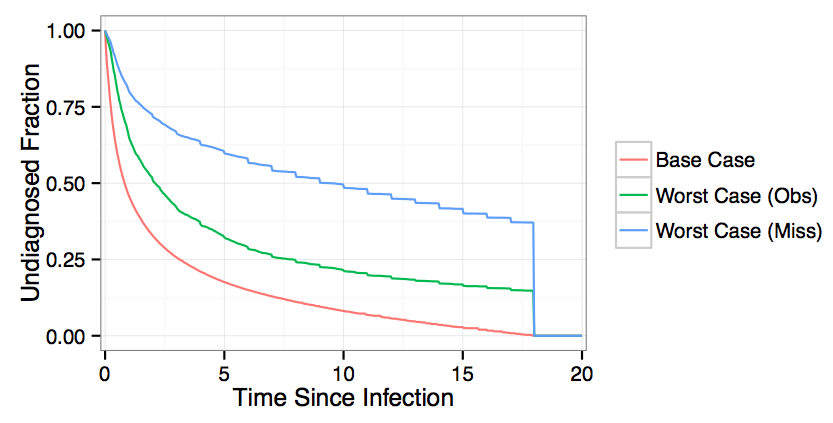 Undiagnosed Fraction
1.00
0.75
0.50
0.25
0.00
0 5 10 15 20
Time Since Infection
Base Case
Worst Case (Obs)
Worst Case (Miss)